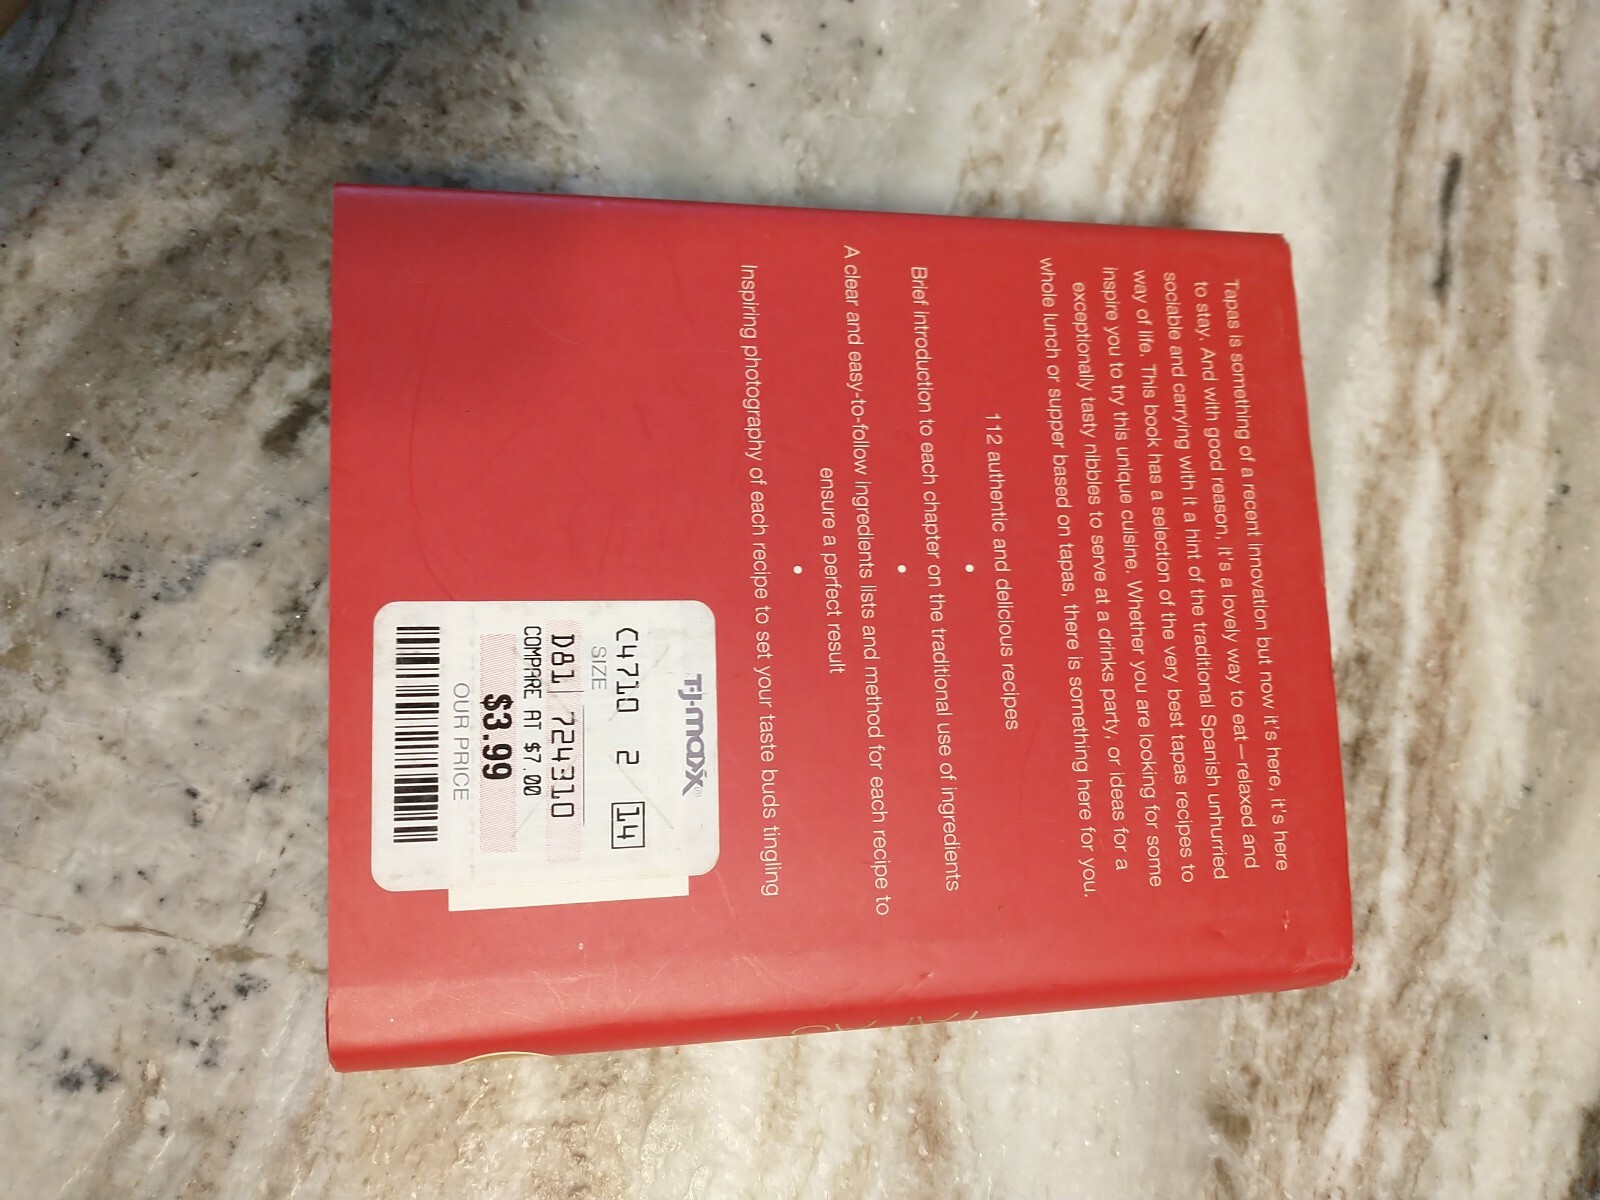 Tapas is something of a recent innovation but now it's here, it's here
to stay. And with good reason, it's a lovely way to eat—relaxed and
sociable and carrying with it a hint of the traditional Spanish unhurried
way of life. This book has a selection of the very best tapas recipes to
inspire you to try this unique cuisine. Whether you are looking for some
exceptionally tasty nibbles to serve at a drinks party, or ideas for a
whole lunch or supper based on tapas, there is something here for you.
112 authentic and delicious recipes
•
Brief introduction to each chapter on the traditional use of ingredients
•
A clear and easy-to-follow ingredients lists and method for each recipe to
ensure a perfect result
•
Inspiring photography of each recipe to set your taste buds tingling
T·J·maxx®
C4710 2 14
SIZE
D81 724310
COMPARE AT $7.00
$3.99
OUR PRICE